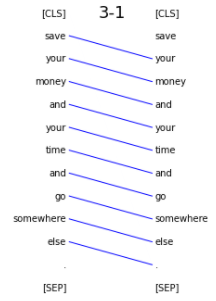 3-1
[CLS] [CLS]
save save
your your
money money
and and
your your
time time
and and
go go
somewhere somewhere
else else
. .
[SEP] [SEP]